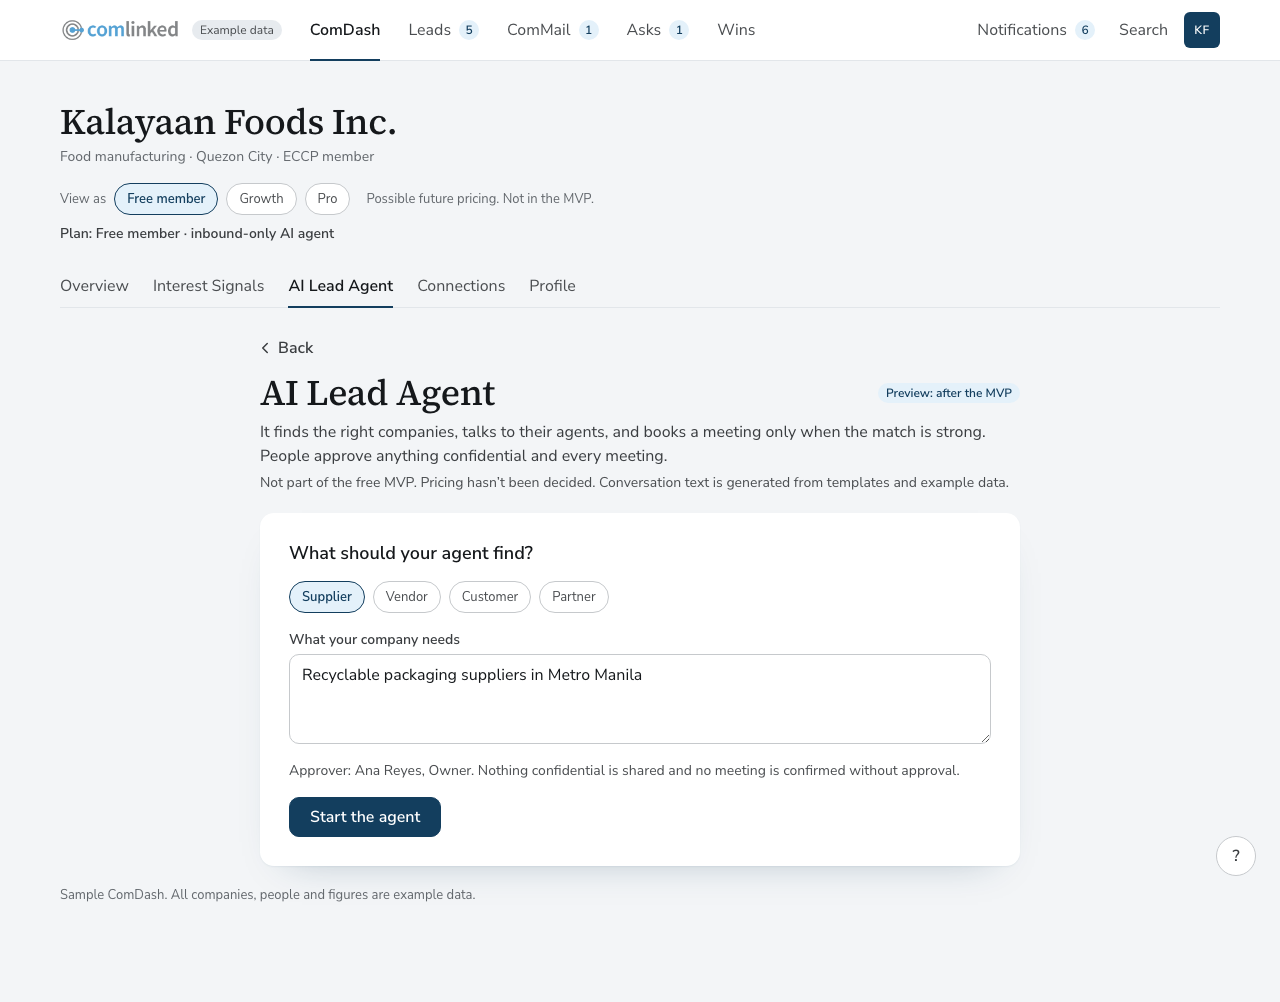 comlinked
Example data
ComDash
Leads 5
ComMail 1
Asks 1
Wins
Notifications 6
Search
KF
Kalayaan Foods Inc.
Food manufacturing · Quezon City · ECCP member
View as
Free member
Growth
Pro
Possible future pricing. Not in the MVP.
Plan: Free member · inbound-only AI agent
Overview
Interest Signals
AI Lead Agent
Connections
Profile
Back
AI Lead Agent
Preview: after the MVP
It finds the right companies, talks to their agents, and books a meeting only when the match is strong.
People approve anything confidential and every meeting.
Not part of the free MVP. Pricing hasn’t been decided. Conversation text is generated from templates and example data.
What should your agent find?
Supplier
Vendor
Customer
Partner
What your company needs
Recyclable packaging suppliers in Metro Manila
Approver: Ana Reyes, Owner. Nothing confidential is shared and no meeting is confirmed without approval.
Start the agent
?
Sample ComDash. All companies, people and figures are example data.